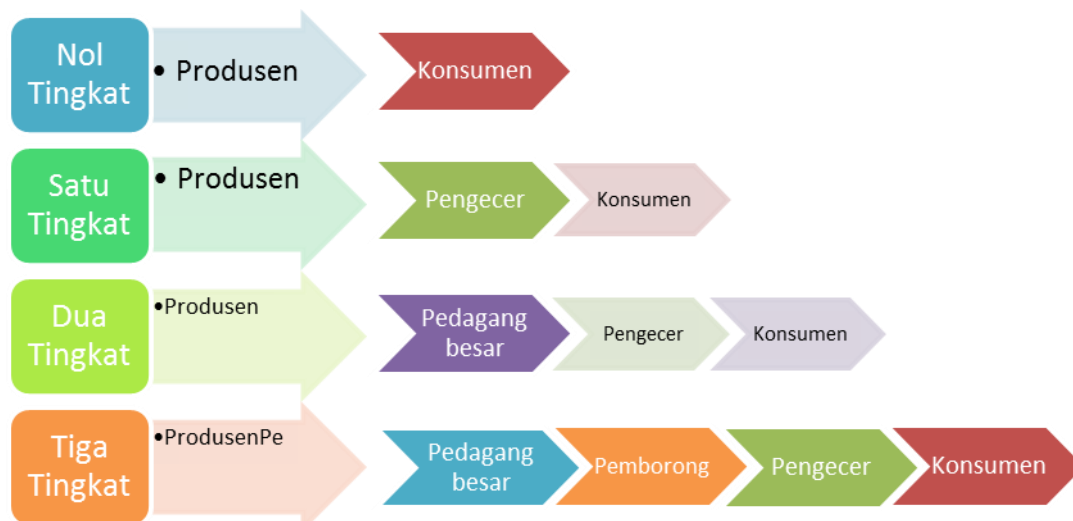 Nol
Tingkat
• Produsen
Konsumen
Satu
Tingkat
• Produsen
Pengecer
Konsumen
Dua
Tingkat
•Produsen
Pedagang
besar
Pengecer
Konsumen
Tiga
Tingkat
•ProdusenPe
Pedagang
besar
Pemborong
Pengecer
Konsumen